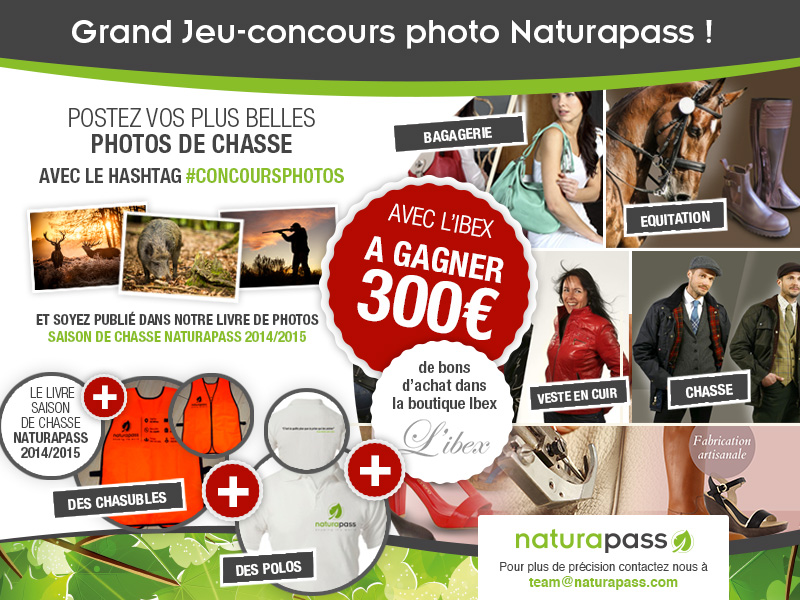 Grand Jeu-concours photo Naturapass !
POSTEZ VOS PLUS BELLES
PHOTOS DE CHASSE
AVEC LE HASHTAG #CONCOURSPHOTOS
ET SOYEZ PUBLIÉ DANS NOTRE LIVRE DE PHOTOS
SAISON DE CHASSE NATURAPASS 2014/2015
BAGAGERIE
EQUITATION
AVEC L'IBEX
A GAGNER
300€
de bons
d'achat dans
la boutique Ibex
L'ibex
VESTE EN CUIR
CHASSE
Fabrication
artisanale
LE LIVRE
SAISON
DE CHASSE
NATURAPASS
2014/2015
+
naturapass
DES CHASUBLES
+
+
naturapass
DES POLOS
naturapass
Pour plus de précision contactez nous à
team@naturapass.com